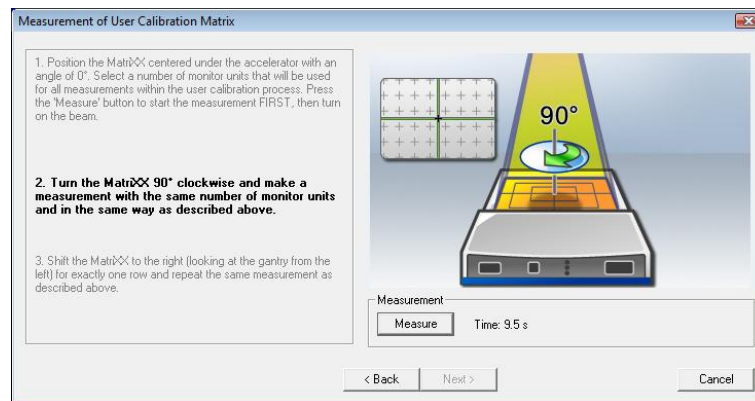 Measurement of User Calibration Matrix
1. Position the MatriXX centered under the accelerator with an
angle of 0°. Select a number of monitor units that will be used
for all measurements within the user calibration process. Press
the 'Measure' button to start the measurement FIRST, then turn
on the beam.
2. Turn the MatriXX 90° clockwise and make a
measurement with the same number of monitor units
and in the same way as described above.
3. Shift the MatriXX to the right (looking at the gantry from the
left) for exactly one row and repeat the same measurement as
described above.
90°
Measurement
Measure Time: 9.5 s
< Back Next > Cancel